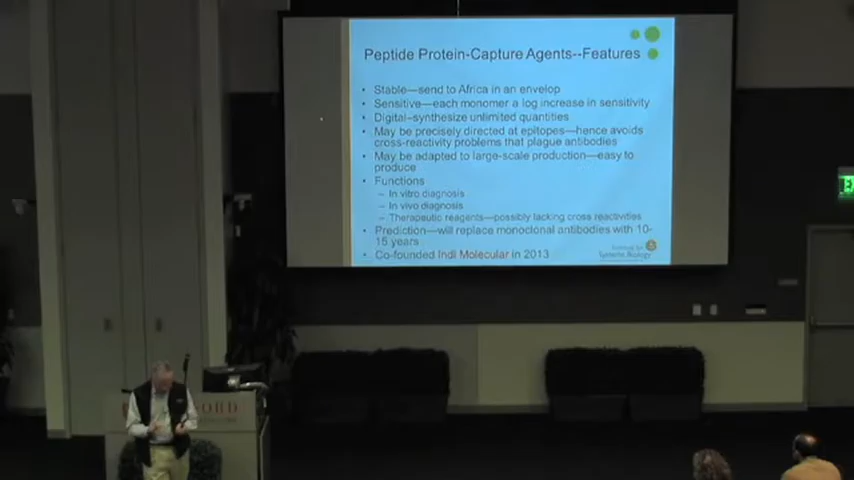 Peptide Protein-Capture Agents--Features
• Stable—send to Africa in an envelop
• Sensitive—each monomer a log increase in sensitivity
• Digital–synthesize unlimited quantities
• May be precisely directed at epitopes—hence avoids
cross-reactivity problems that plague antibodies
• May be adapted to large-scale production—easy to
produce
• Functions
– In vitro diagnosis
– In vivo diagnosis
– Therapeutic reagents—possibly lacking cross reactivities
• Prediction—will replace monoclonal antibodies with 10-
15 years
• Co-founded Indi Molecular in 2013
Systems Biology